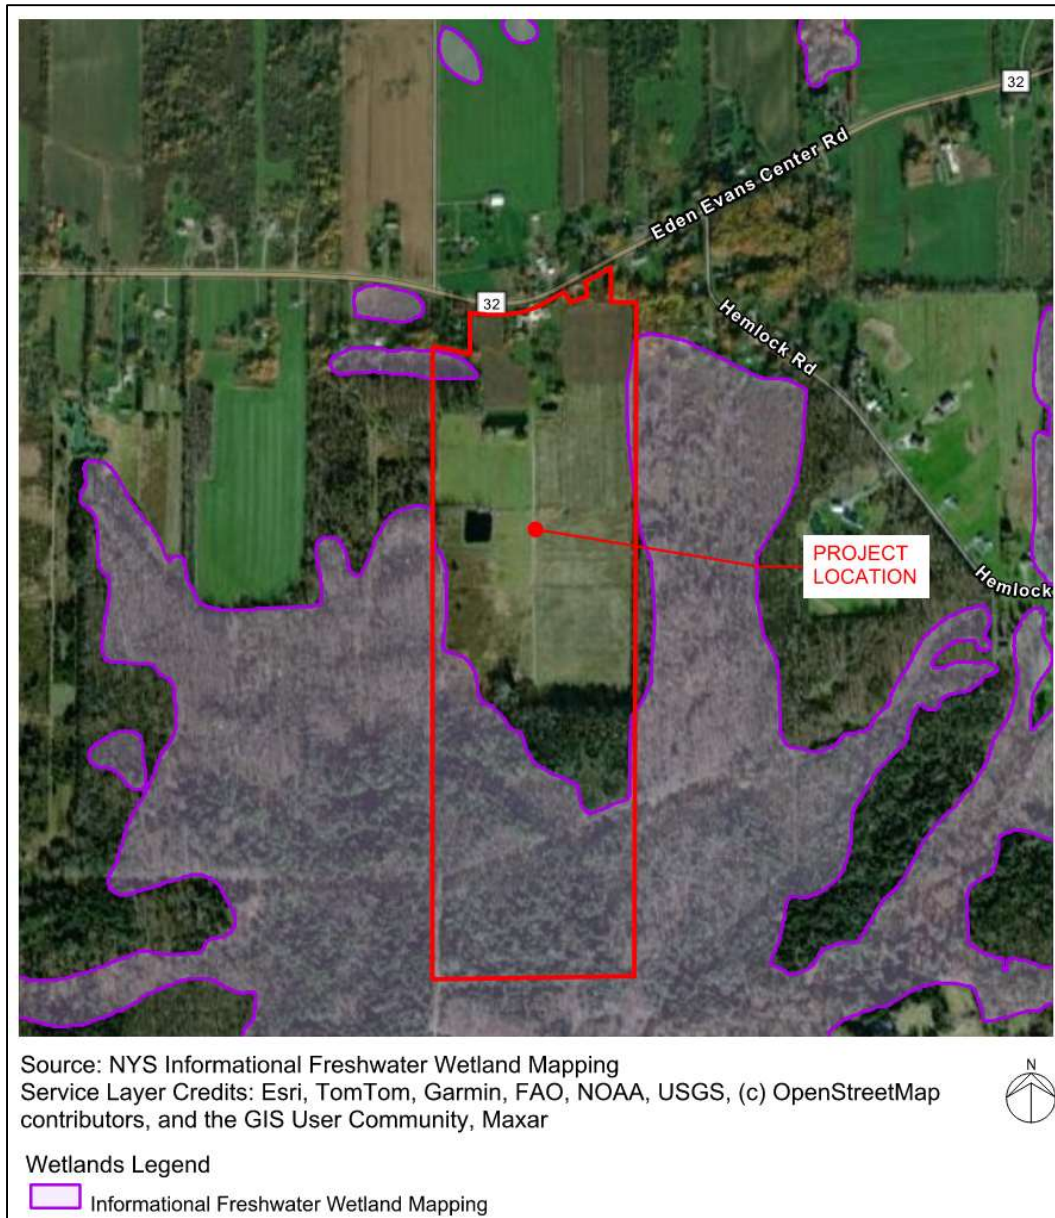 32
Eden Evans Center Rd
32
Hemlock Rd
PROJECT
LOCATION
Hemlock
Source: NYS Informational Freshwater Wetland Mapping
Service Layer Credits: Esri, TomTom, Garmin, FAO, NOAA, USGS, (c) OpenStreetMap
contributors, and the GIS User Community, Maxar
N
Wetlands Legend
Informational Freshwater Wetland Mapping